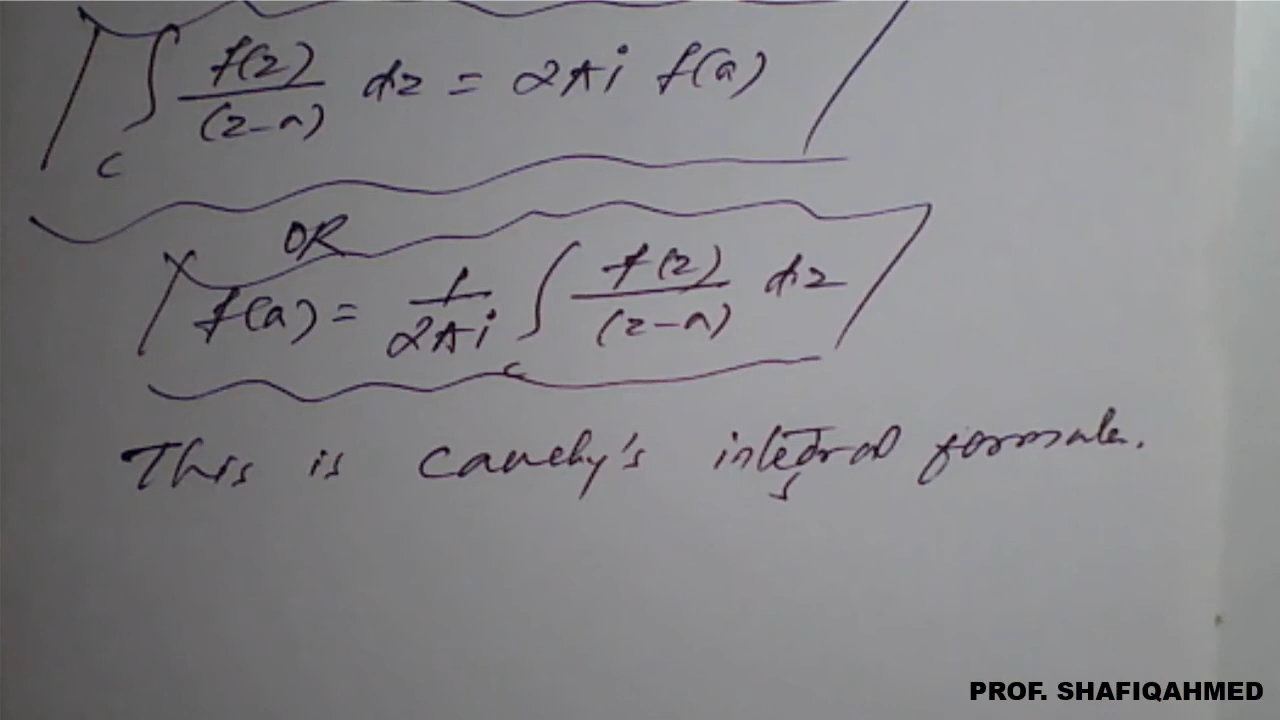 ∫_C f(z)/(z-a) dz = 2πi f(a)
OR
f(a) = 1/2πi ∫_C f(z)/(z-a) dz
This is Cauchy's integral formula.
PROF. SHAFIQAHMED